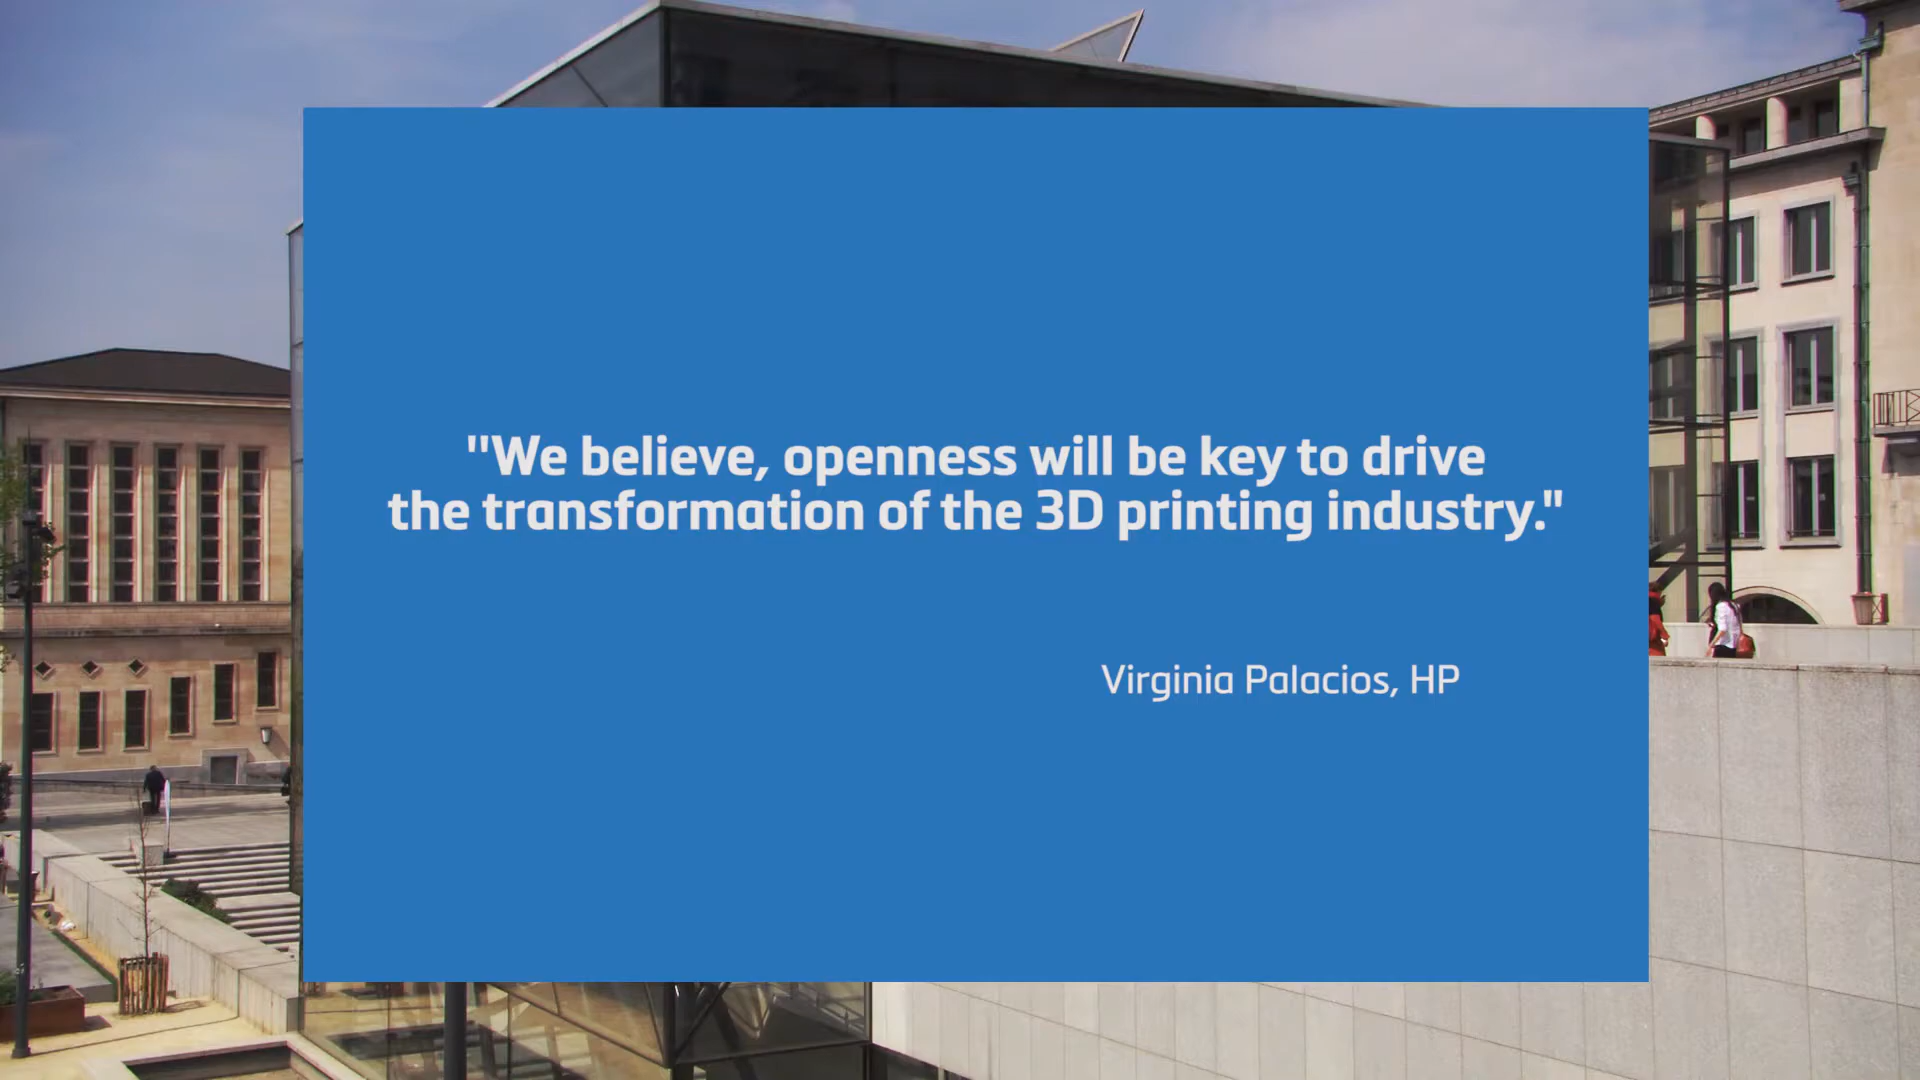 "We believe, openness will be key to drive
the transformation of the 3D printing industry."
Virginia Palacios, HP